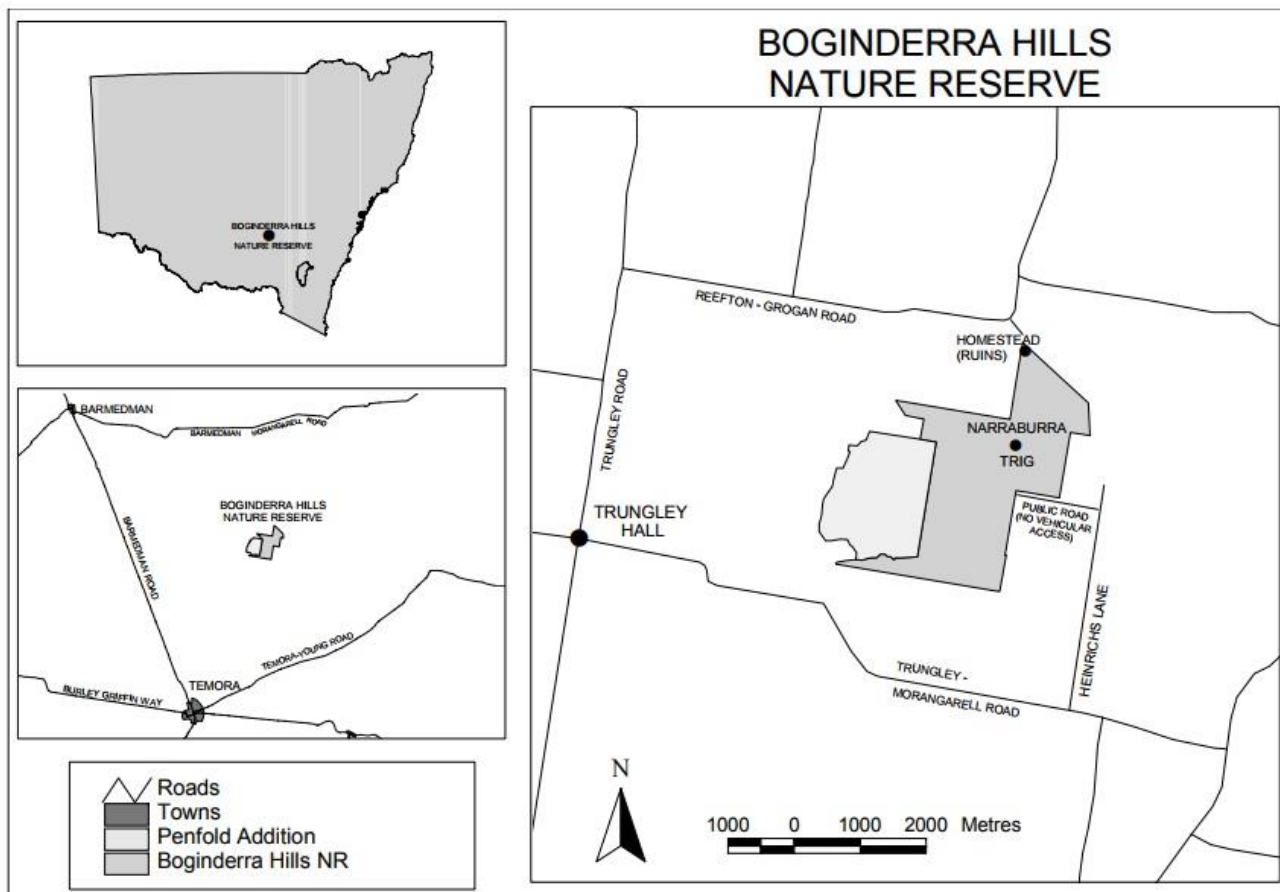 BOGINDERRA HILLS
NATURE RESERVE
BOGINDERRA HILLS
NATURE RESERVE
BARMEDMAN
BARMEDMAN MORANGARELL ROAD
BOGINDERRA HILLS
NATURE RESERVE
BARMEDMAN ROAD
TEMORA-YOUNG ROAD
TEMORA
BURLEY GRIFFIN WAY
Roads
Towns
Penfold Addition
Boginderra Hills NR
REEFTON - GROGAN ROAD
HOMESTEAD
(RUINS)
TRUNGLEY ROAD
NARRABURRA
TRIG
TRUNGLEY
HALL
PUBLIC ROAD
(NO VEHICULAR
ACCESS)
HEINRICHS LANE
TRUNGLEY -
MORANGARELL ROAD
N
1000 0 1000 2000 Metres